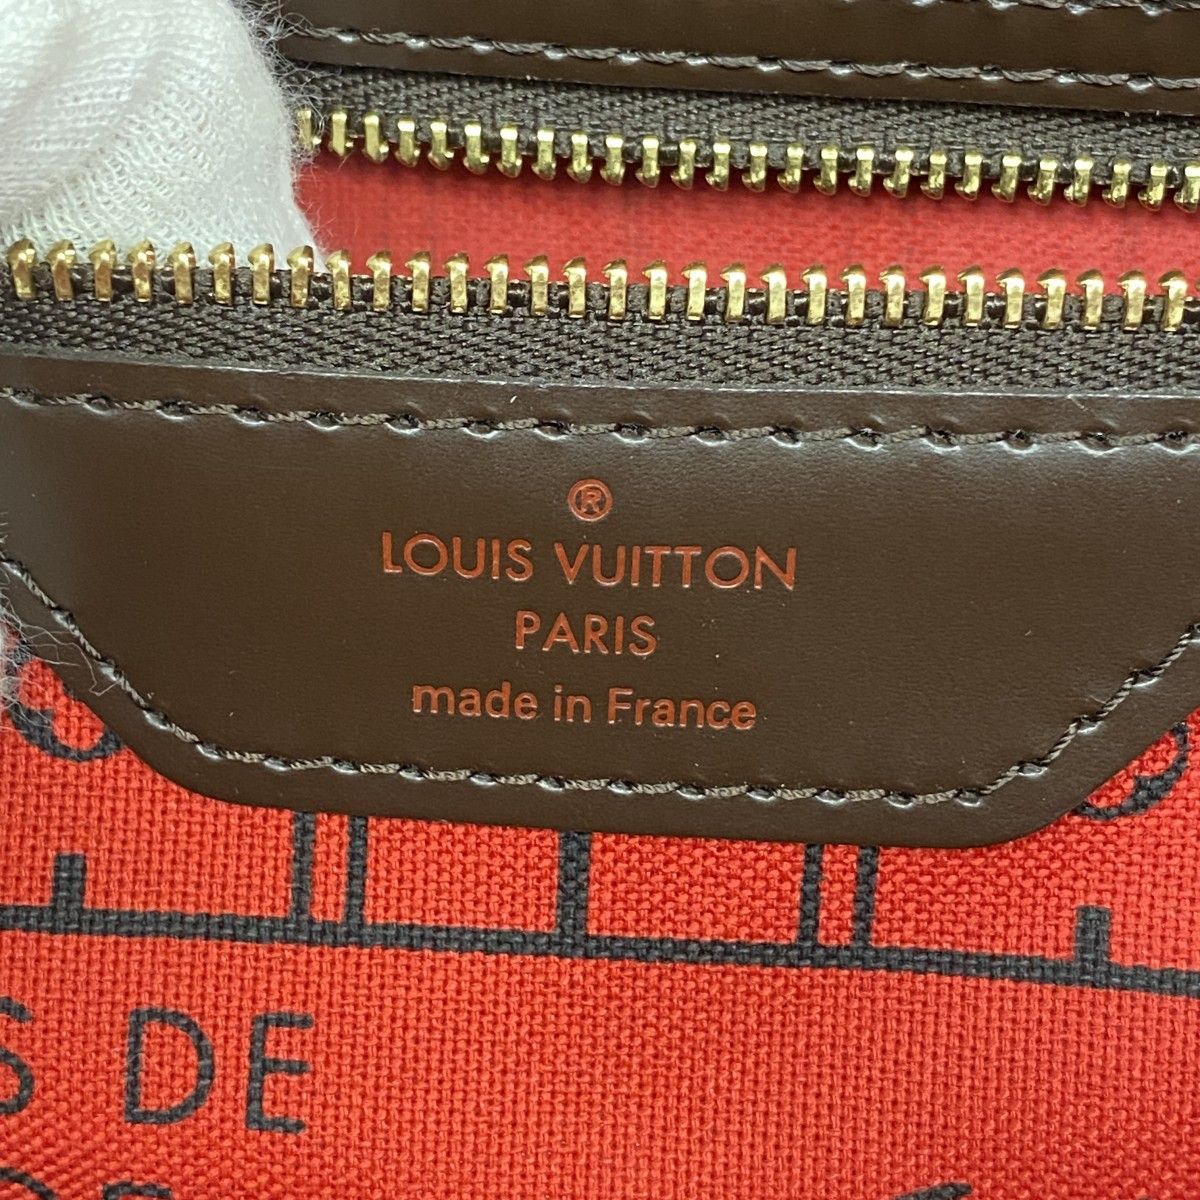 ®
LOUIS VUITTON
PARIS
made in France
S DE